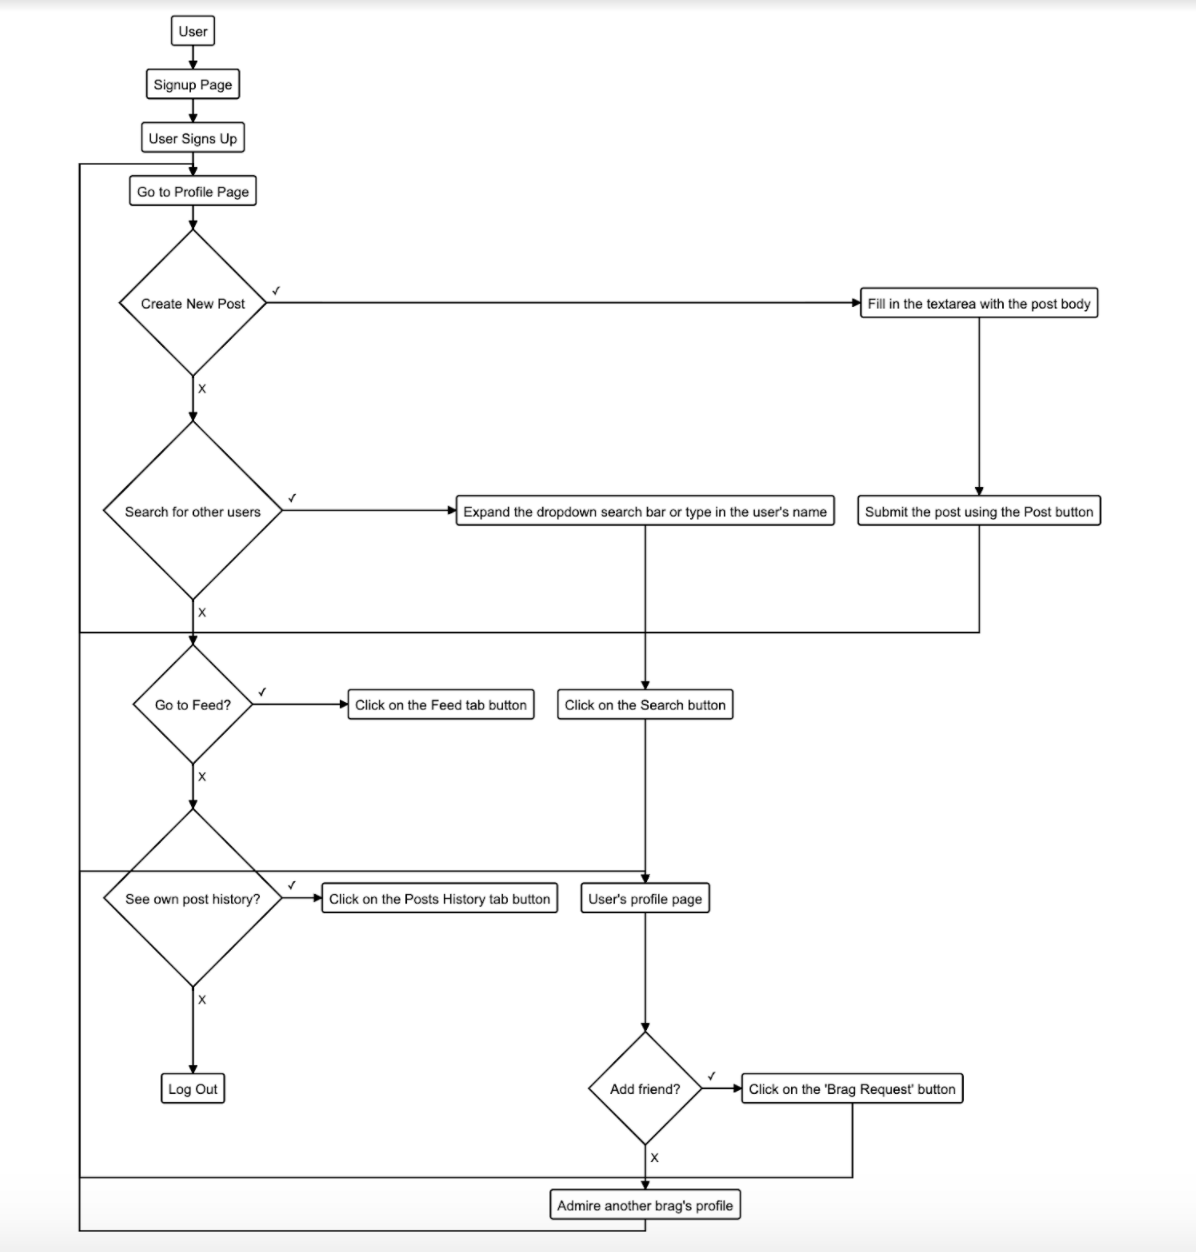 User
Signup Page
User Signs Up
Go to Profile Page
Create New Post
✓
Fill in the textarea with the post body
X
Search for other users
✓
Expand the dropdown search bar or type in the user's name
Submit the post using the Post button
X
Go to Feed?
✓
Click on the Feed tab button
Click on the Search button
X
See own post history?
✓
Click on the Posts History tab button
User's profile page
X
Log Out
Add friend?
✓
Click on the 'Brag Request' button
X
Admire another brag's profile